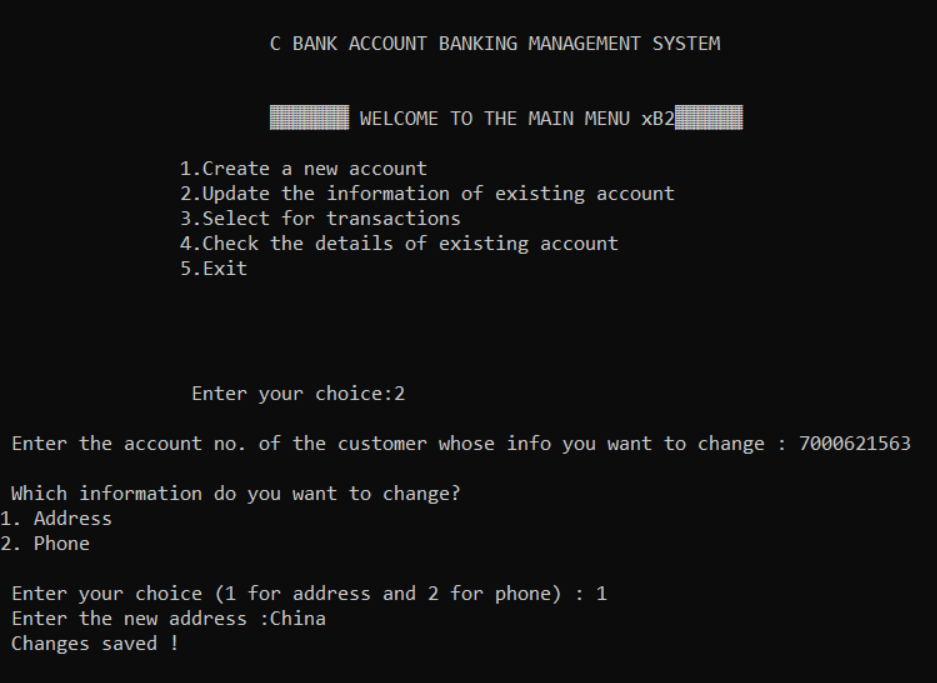 C BANK ACCOUNT BANKING MANAGEMENT SYSTEM
▒▒▒▒▒▒▒ WELCOME TO THE MAIN MENU xB2▒▒▒▒▒▒
1.Create a new account
2.Update the information of existing account
3.Select for transactions
4.Check the details of existing account
5.Exit
Enter your choice:2
Enter the account no. of the customer whose info you want to change : 7000621563
Which information do you want to change?
1. Address
2. Phone
Enter your choice (1 for address and 2 for phone) : 1
Enter the new address :China
Changes saved !